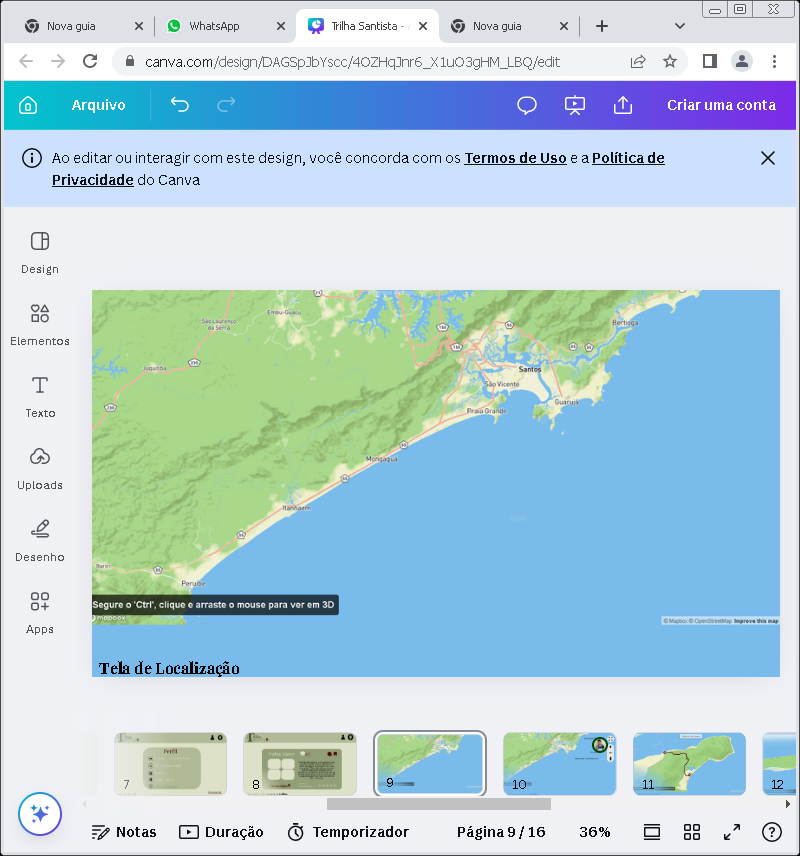 Nova guia
WhatsApp
Trilha Santista -
Nova guia
canva.com/design/DAGSpJbYscc/4OZHqJnr6_X1uO3gHM_LBQ/edit
Arquivo
Criar uma conta
Ao editar ou interagir com este design, você concorda com os Termos de Uso e a Política de
Privacidade do Canva
Design
Elementos
Texto
Uploads
Desenho
Apps
Embu-Guaçu
São Lourenço
da Serra
Juquitiba
Bertioga
Santos
São Vicente
Guarujá
Praia Grande
Mongaguá
Itanhaém
Peruíbe
Segure o 'Ctrl', clique e arraste o mouse para ver em 3D
mapbox
© Mapbox © OpenStreetMap Improve this map
Tela de Localização
Perfil
7
8
9
10
11
12
Notas
Duração
Temporizador
Página 9 / 16
36%